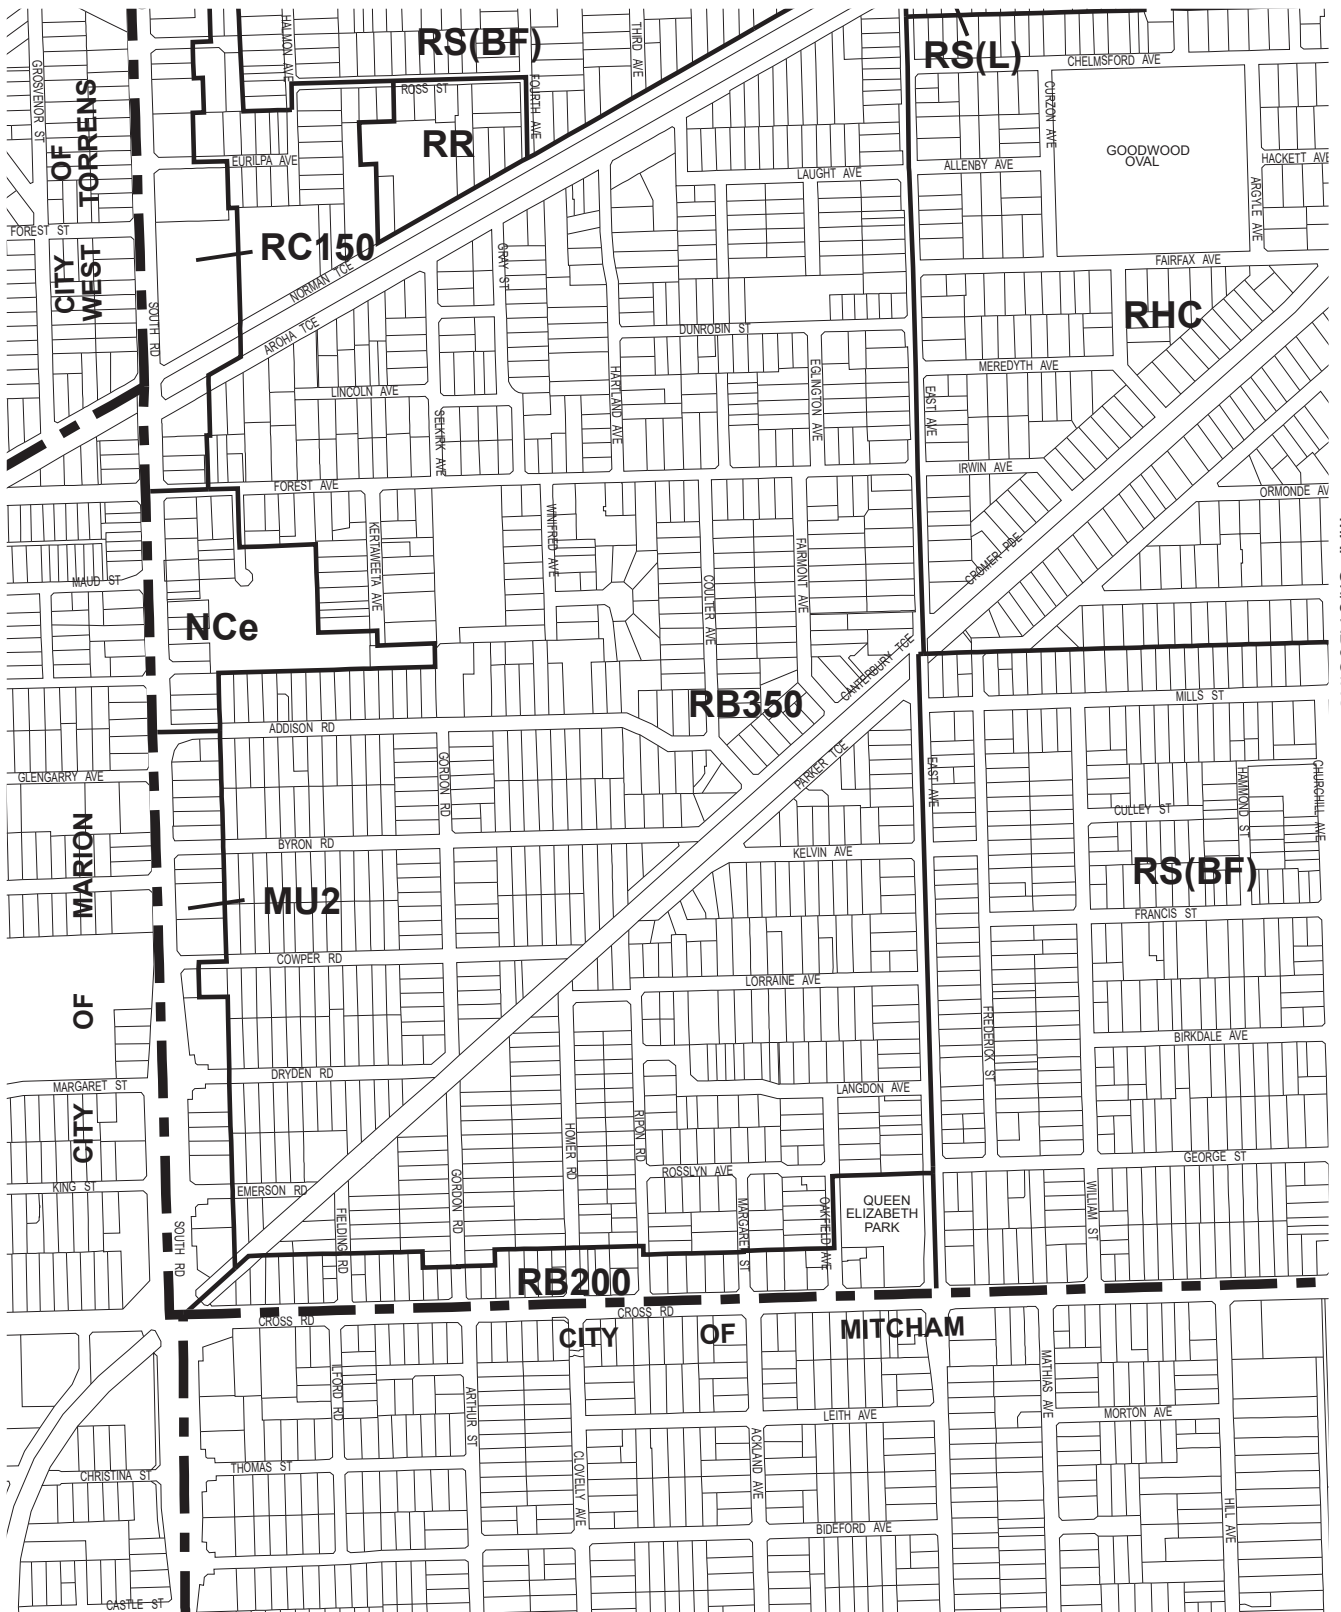 HALMON AVE
RS(BF)
THIRD AVE
RS(L)
CHELMSFORD AVE
GROSVENOR ST
ROSS ST
FOURTH AVE
CURZON AVE
CITY OF
WEST TORRENS
RR
GOODWOOD
OVAL
EURILPA AVE
LAUGHT AVE
ALLENBY AVE
HACKETT AVE
ARGYLE AVE
FOREST ST
RC150
GRAY ST
FAIRFAX AVE
NORMAN TCE
SOUTH RD
AROHA TCE
DUNROBIN ST
RHC
LINCOLN AVE
HARTLAND AVE
EGLINGTON AVE
MEREDYTH AVE
EAST AVE
SELKIRK AVE
IRWIN AVE
FOREST AVE
ORMONDE AV
KERTAWEETA AVE
WINIFRED AVE
COULTER AVE
FAIRMONT AVE
CROMER PDE
MAUD ST
NCe
CANTERBURY TCE
RB350
MILLS ST
ADDISON RD
GORDON RD
PARKER TCE
EAST AVE
GLENGARRY AVE
HAMMOND ST
CHURCHILL AVE
CULLEY ST
BYRON RD
KELVIN AVE
RS(BF)
MU2
FRANCIS ST
COWPER RD
LORRAINE AVE
CITY OF MARION
FREDERICK ST
BIRKDALE AVE
DRYDEN RD
MARGARET ST
LANGDON AVE
HOMER RD
RIPON RD
GEORGE ST
ROSSLYN AVE
KING ST
EMERSON RD
GORDON RD
FIELDING RD
MARGARET ST
OAKFIELD AVE
QUEEN
ELIZABETH
PARK
WILLIAM ST
SOUTH RD
RB200
CROSS RD
CROSS RD
CITY OF MITCHAM
ILFORD RD
ARTHUR ST
MATHIAS AVE
LEITH AVE
MORTON AVE
THOMAS ST
CHRISTINA ST
CLOVELLY AVE
ACKLAND AVE
BIDEFORD AVE
HILL AVE
CASTLE ST